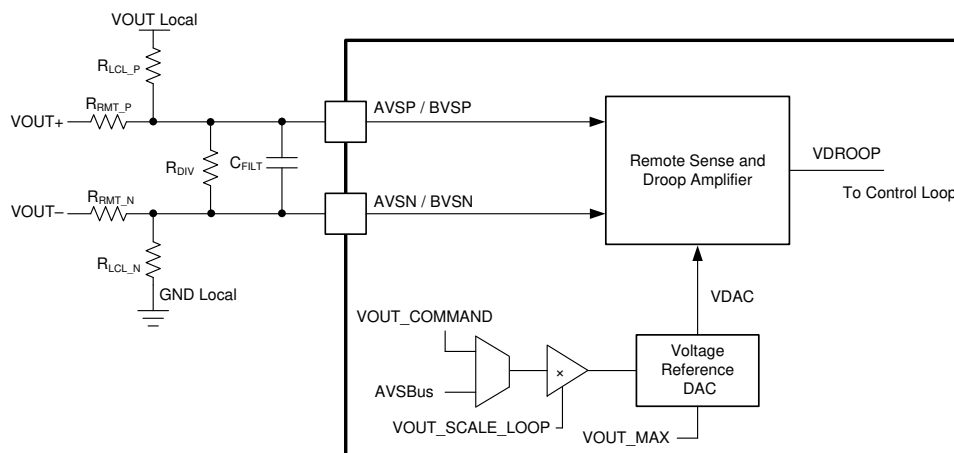 VOUT Local
RLCL_P
RRMT_P
VOUT+
AVSP / BVSP
RDIV
CFILT
Remote Sense and
Droop Amplifier
VDROOP
To Control Loop
RRMT_N
VOUT–
AVSN / BVSN
RLCL_N
GND Local
VDAC
VOUT_COMMAND
Voltage
Reference
DAC
×
AVSBus
VOUT_SCALE_LOOP
VOUT_MAX